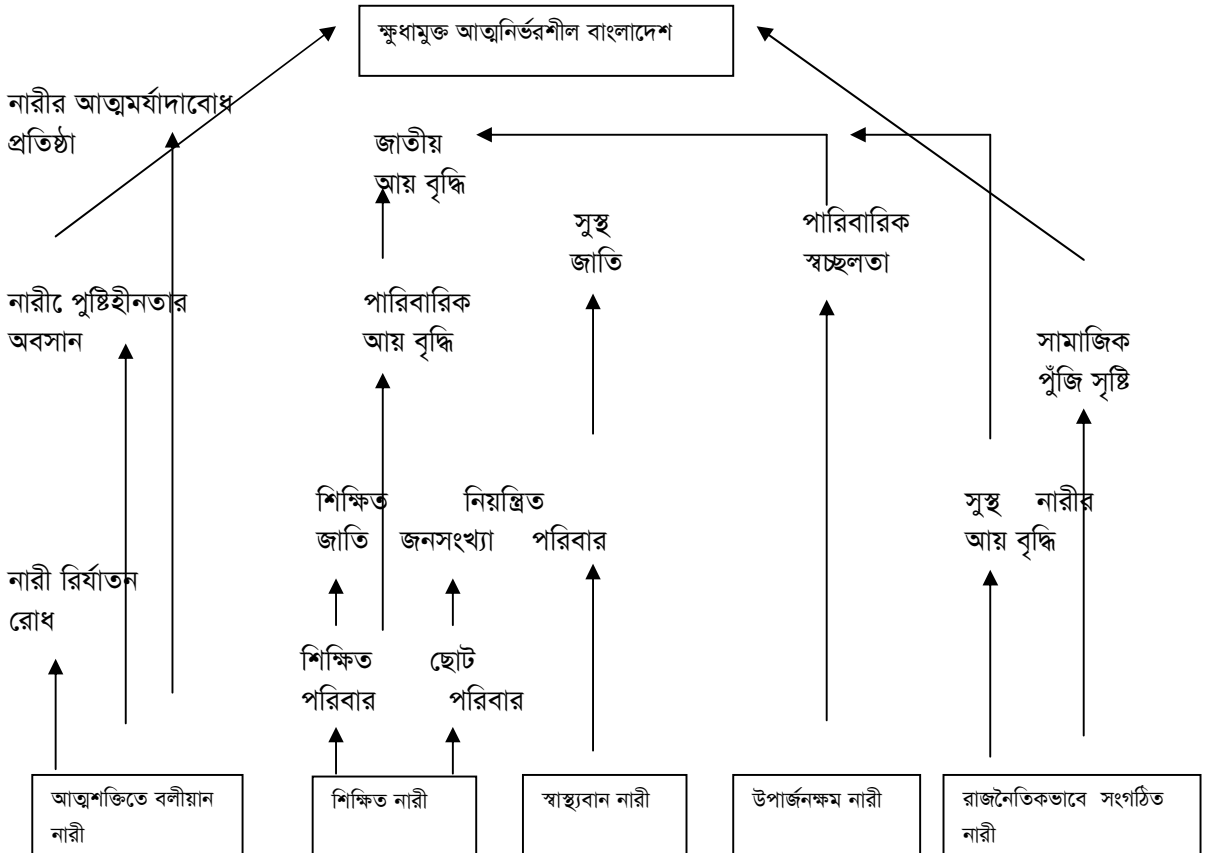 ক্ষুধামুক্ত আত্মনির্ভরশীল বাংলাদেশ
নারীর আত্মমর্যাদাবোধ
প্রতিষ্ঠা
জাতীয়
আয় বৃদ্ধি
সুস্থ
জাতি
পারিবারিক
স্বচ্ছলতা
নারীে পুষ্টিহীনতার
অবসান
পারিবারিক
আয় বৃদ্ধি
সামাজিক
পুঁজি সৃষ্টি
শিক্ষিত নিয়ন্ত্রিত
জাতি জনসংখ্যা পরিবার
সুস্থ নারীর
আয় বৃদ্ধি
নারী রির্যাতন
রোধ
শিক্ষিত ছোট
পরিবার পরিবার
আত্মশক্তিতে বলীয়ান
নারী
শিক্ষিত নারী
স্বাস্থ্যবান নারী
উপার্জনক্ষম নারী
রাজনৈতিকভাবে সংগঠিত
নারী